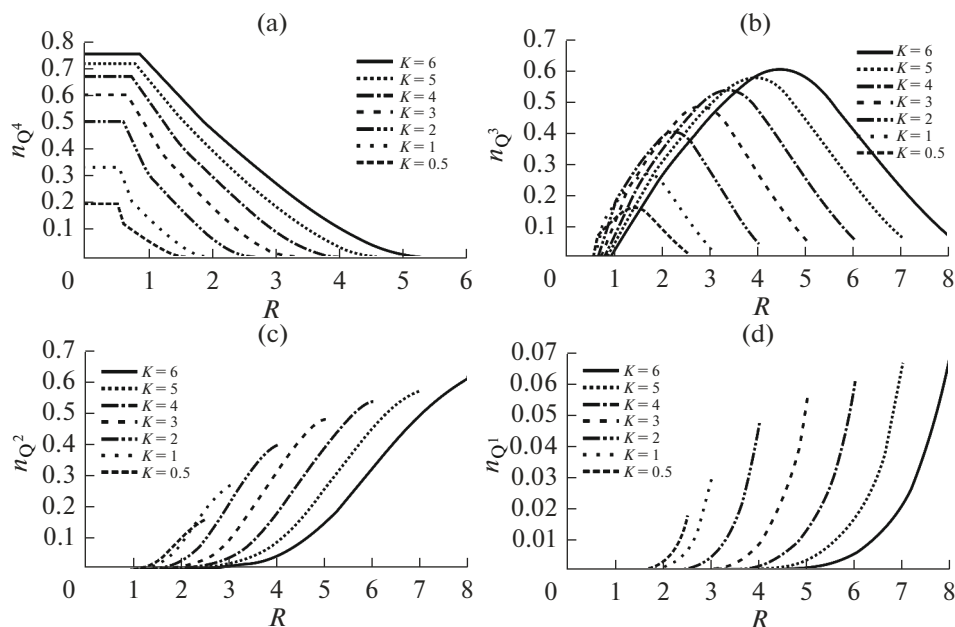 (a)
n_Q⁴
0.8
0.7
0.6
0.5
0.4
0.3
0.2
0.1
0
1 2 3 4 5 6
R
K = 6
K = 5
K = 4
K = 3
K = 2
K = 1
K = 0.5
(b)
n_Q³
0.7
0.6
0.5
0.4
0.3
0.2
0.1
0
1 2 3 4 5 6 7 8
R
K = 6
K = 5
K = 4
K = 3
K = 2
K = 1
K = 0.5
(c)
n_Q²
0.7
0.6
0.5
0.4
0.3
0.2
0.1
0
1 2 3 4 5 6 7 8
R
K = 6
K = 5
K = 4
K = 3
K = 2
K = 1
K = 0.5
(d)
n_Q¹
0.07
0.06
0.05
0.04
0.03
0.02
0.01
0
1 2 3 4 5 6 7 8
R
K = 6
K = 5
K = 4
K = 3
K = 2
K = 1
K = 0.5